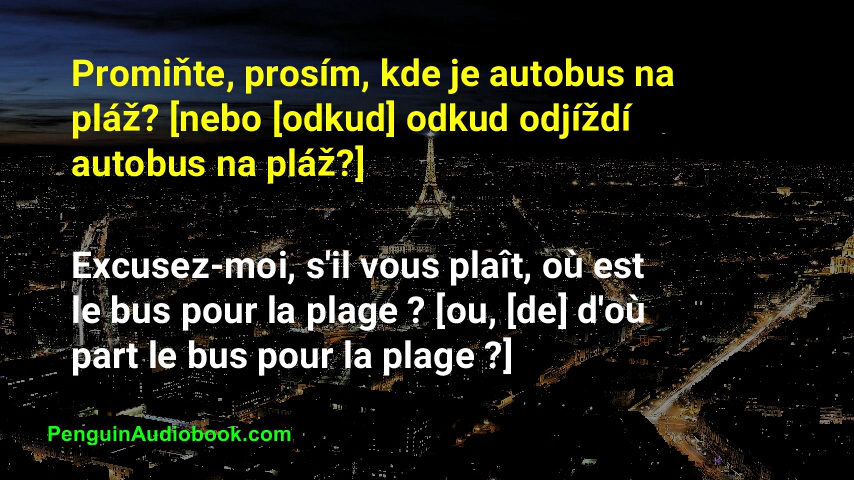 Promiňte, prosím, kde je autobus na
pláž? [nebo [odkud] odkud odjíždí
autobus na pláž?]
Excusez-moi, s'il vous plaît, où est
le bus pour la plage ? [ou, [de] d'où
part le bus pour la plage ?]
PenguinAudiobook.com